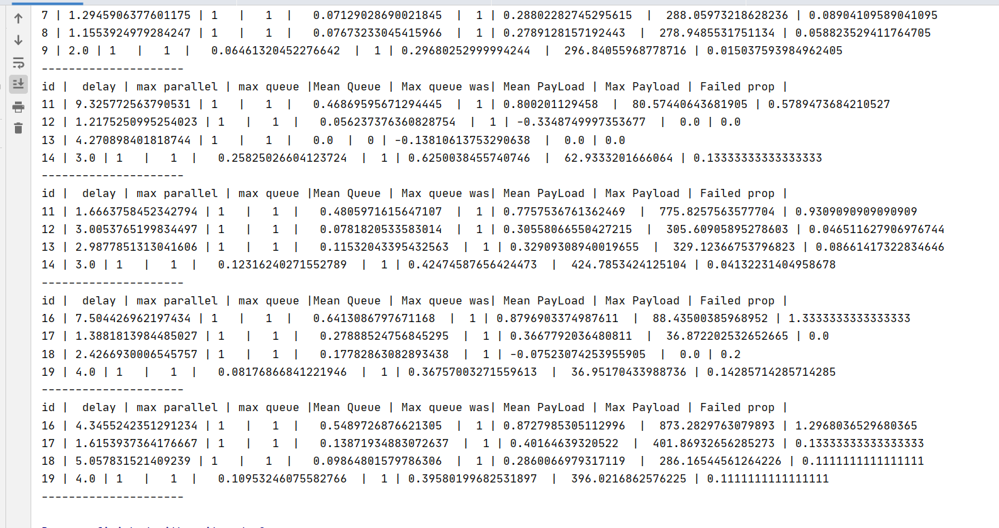 7 | 1.2945906377601175 | 1   |   1  |   0.07129028690021845  |  1 | 0.28802282745295615  |  288.05973218628236 | 0.08904109589041095
8 | 1.1553924979284247 | 1   |   1  |   0.07673233045415966  |  1 | 0.2789128157192443  |  278.9485531751134 | 0.058823529411764705
9 | 2.0 | 1   |   1  |   0.06461320452276642  |  1 | 0.29680252999994244  |  296.84055968778716 | 0.015037593984962405
---------------------
id |  delay | max parallel | max queue |Mean Queue | Max queue was| Mean PayLoad | Max Payload | Failed prop |
11 | 9.325772563790531 | 1   |   1  |   0.46869595671294445  |  1 | 0.800201129458  |  80.57440643681905 | 0.5789473684210527
12 | 1.2175250995254023 | 1   |   1  |   0.056237376360828754  |  1 | -0.3348749997353677  |  0.0 | 0.0
13 | 4.270898401818744 | 1   |   1  |   0.0  |  0 | -0.13810613753290638  |  0.0 | 0.0
14 | 3.0 | 1   |   1  |   0.25825026604123724  |  1 | 0.6250038455740746  |  62.9333201666064 | 0.13333333333333333
---------------------
id |  delay | max parallel | max queue |Mean Queue | Max queue was| Mean PayLoad | Max Payload | Failed prop |
11 | 1.6663758452342794 | 1   |   1  |   0.4805971615647107  |  1 | 0.7757536761362469  |  775.8257563577704 | 0.9309090909090909
12 | 3.0053765199834497 | 1   |   1  |   0.0781820533583014  |  1 | 0.30558066550427215  |  305.60905895278603 | 0.046511627906976744
13 | 2.9877851313041606 | 1   |   1  |   0.11532043395432563  |  1 | 0.32909308940019655  |  329.12366753796823 | 0.08661417322834646
14 | 3.0 | 1   |   1  |   0.12316240271552789  |  1 | 0.42474587656424473  |  424.7853424125104 | 0.04132231404958678
---------------------
id |  delay | max parallel | max queue |Mean Queue | Max queue was| Mean PayLoad | Max Payload | Failed prop |
16 | 7.504426962197434 | 1   |   1  |   0.6413086797671168  |  1 | 0.8796903374987611  |  88.43500385968952 | 1.3333333333333333
17 | 1.3881813984485027 | 1   |   1  |   0.27888524756845295  |  1 | 0.3667792036480811  |  36.872202532652665 | 0.0
18 | 2.4266930006545757 | 1   |   1  |   0.17782863082893438  |  1 | -0.07523074253955905  |  0.0 | 0.2
19 | 4.0 | 1   |   1  |   0.08176866841221946  |  1 | 0.36757003271559613  |  36.95170433988736 | 0.14285714285714285
---------------------
id |  delay | max parallel | max queue |Mean Queue | Max queue was| Mean PayLoad | Max Payload | Failed prop |
16 | 4.3455242351291234 | 1   |   1  |   0.5489726876621305  |  1 | 0.8727985305112996  |  873.2829763079893 | 1.2968036529680365
17 | 1.6153937364176667 | 1   |   1  |   0.13871934883072637  |  1 | 0.40164639320522  |  401.86932656285273 | 0.13333333333333333
18 | 5.057831521409239 | 1   |   1  |   0.09864801579786306  |  1 | 0.2860066979317119  |  286.16544561264226 | 0.1111111111111111
19 | 4.0 | 1   |   1  |   0.10953246075582766  |  1 | 0.39580199682531897  |  396.0216862576225 | 0.1111111111111111
---------------------